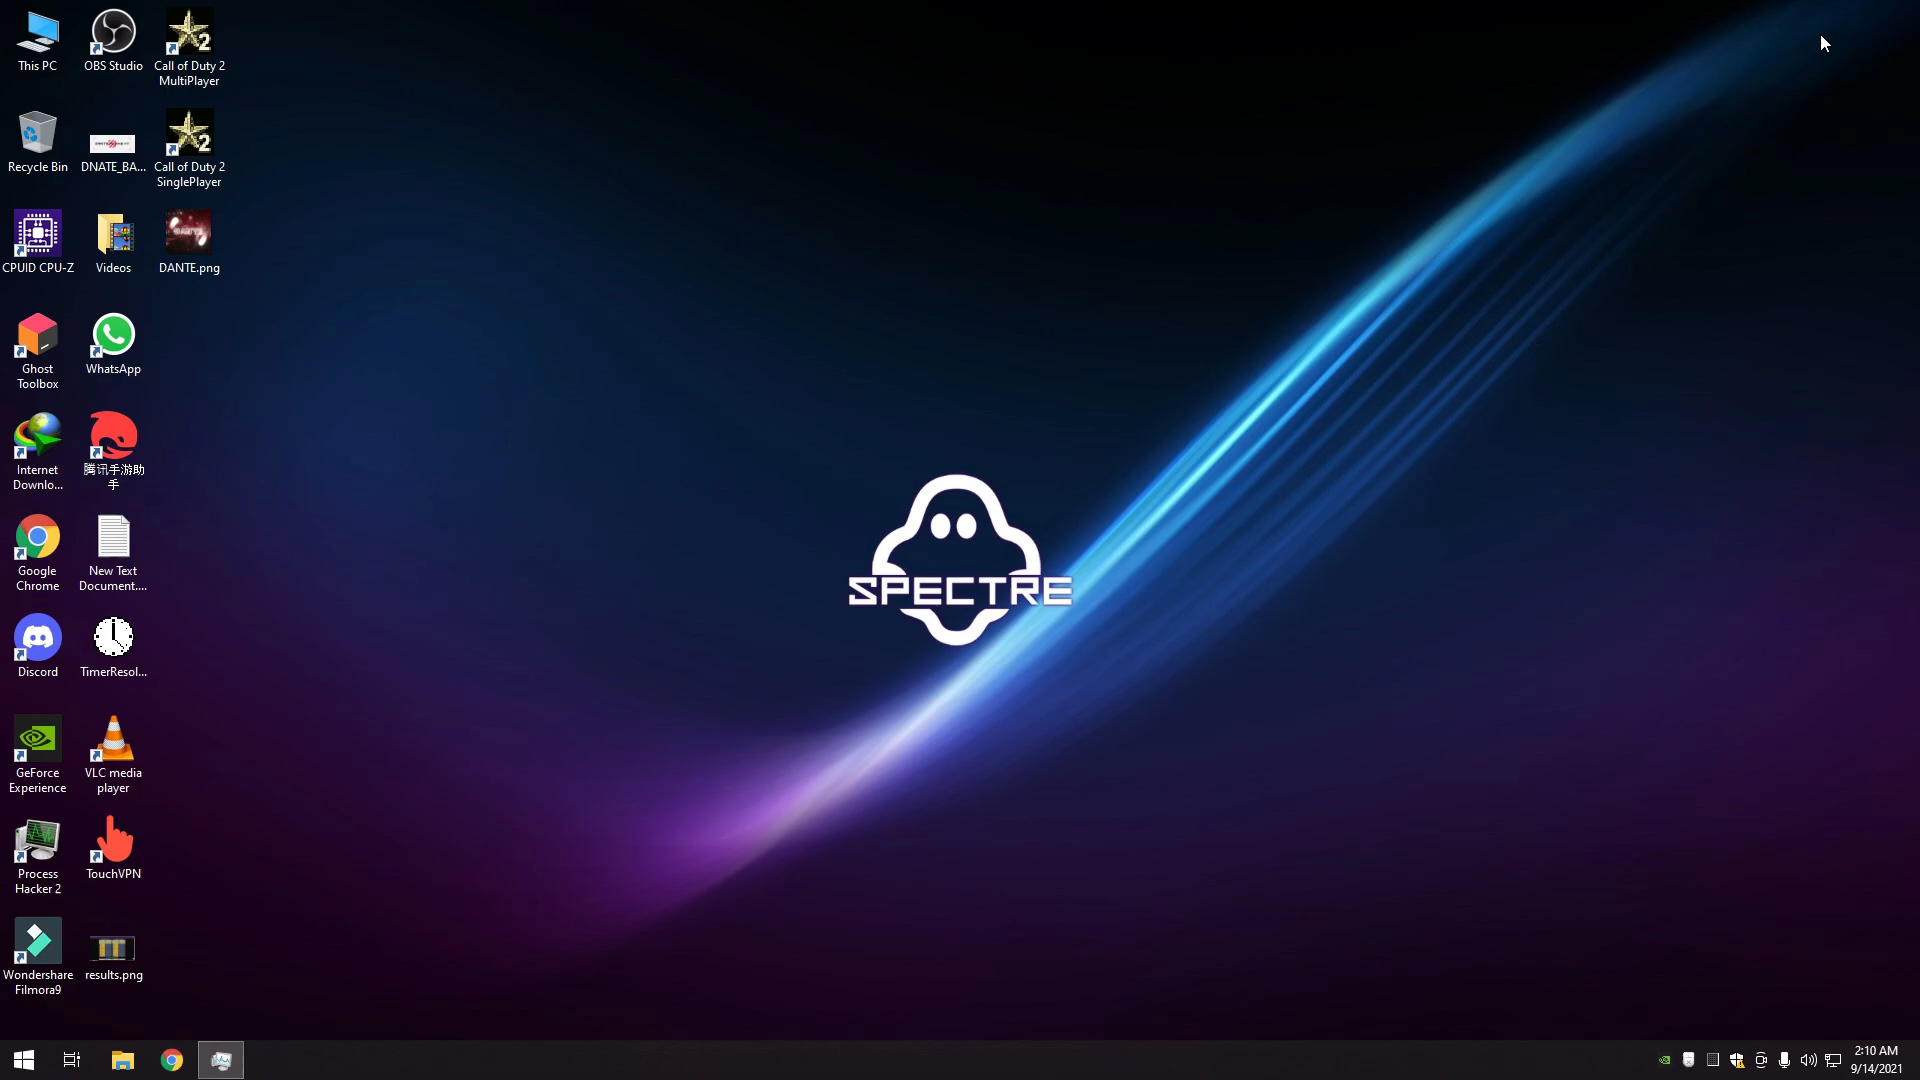 This PC
OBS Studio
Call of Duty 2
MultiPlayer
Recycle Bin
DNATE_BA...
Call of Duty 2
SinglePlayer
CPUID CPU-Z
Videos
DANTE.png
Ghost
Toolbox
WhatsApp
Internet
Downlo...
腾讯手游助
手
Google
Chrome
New Text
Document....
Discord
TimerResol...
GeForce
Experience
VLC media
player
Process
Hacker 2
TouchVPN
Wondershare
Filmora9
results.png
SPECTRE
2:10 AM
9/14/2021